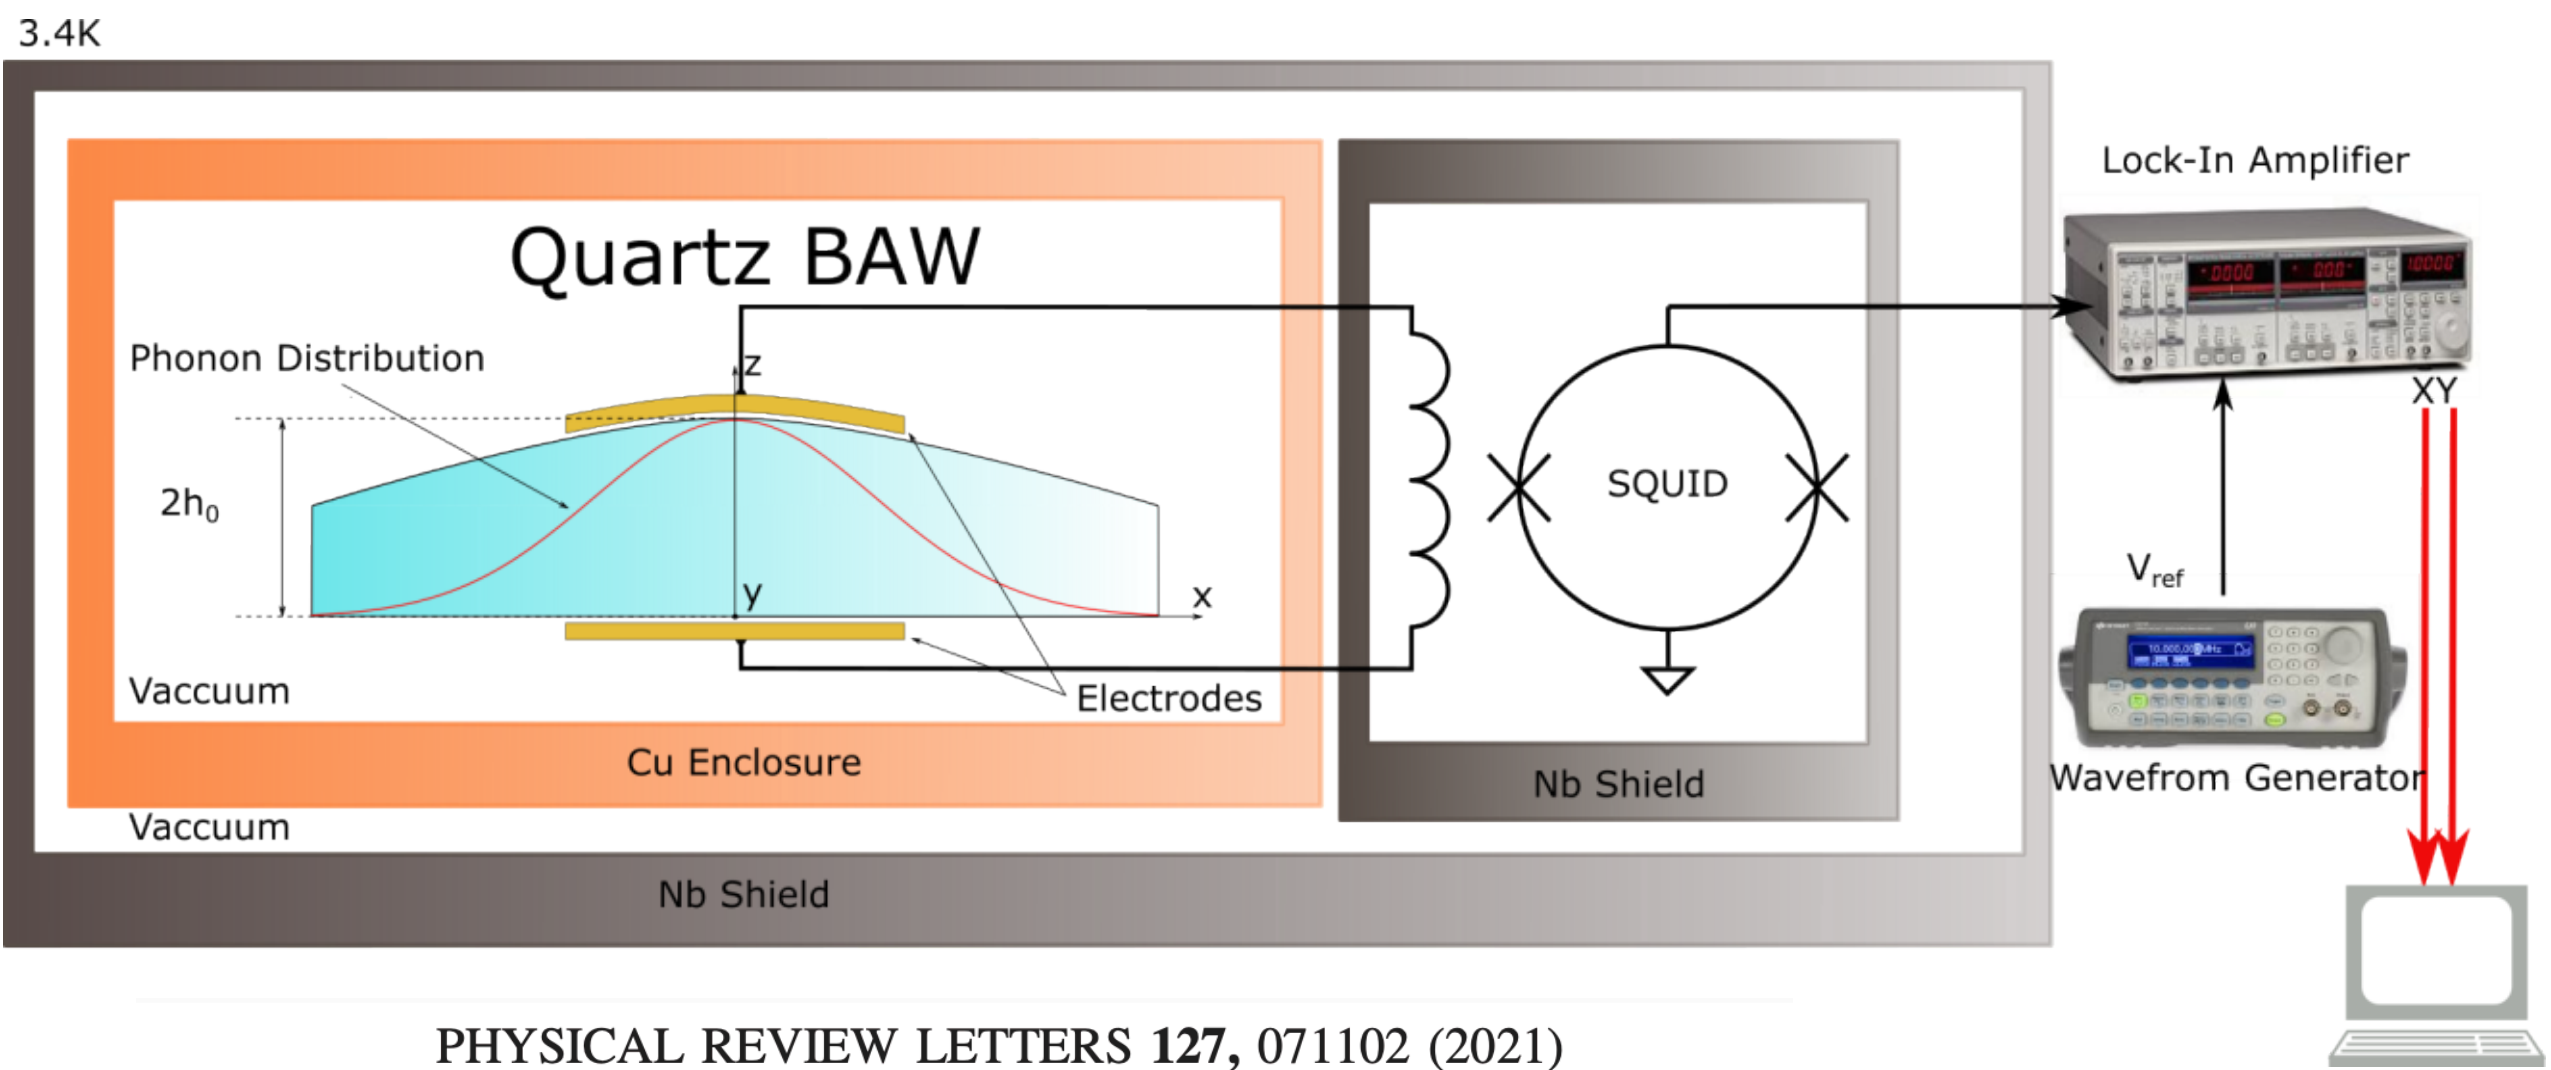 3.4K
Lock-In Amplifier
Quartz BAW
Phonon Distribution
z
XY
2h₀
SQUID
y
x
Vref
Vaccuum
Electrodes
Cu Enclosure
Nb Shield
Wavefrom Generator
Vaccuum
Nb Shield
PHYSICAL REVIEW LETTERS 127, 071102 (2021)